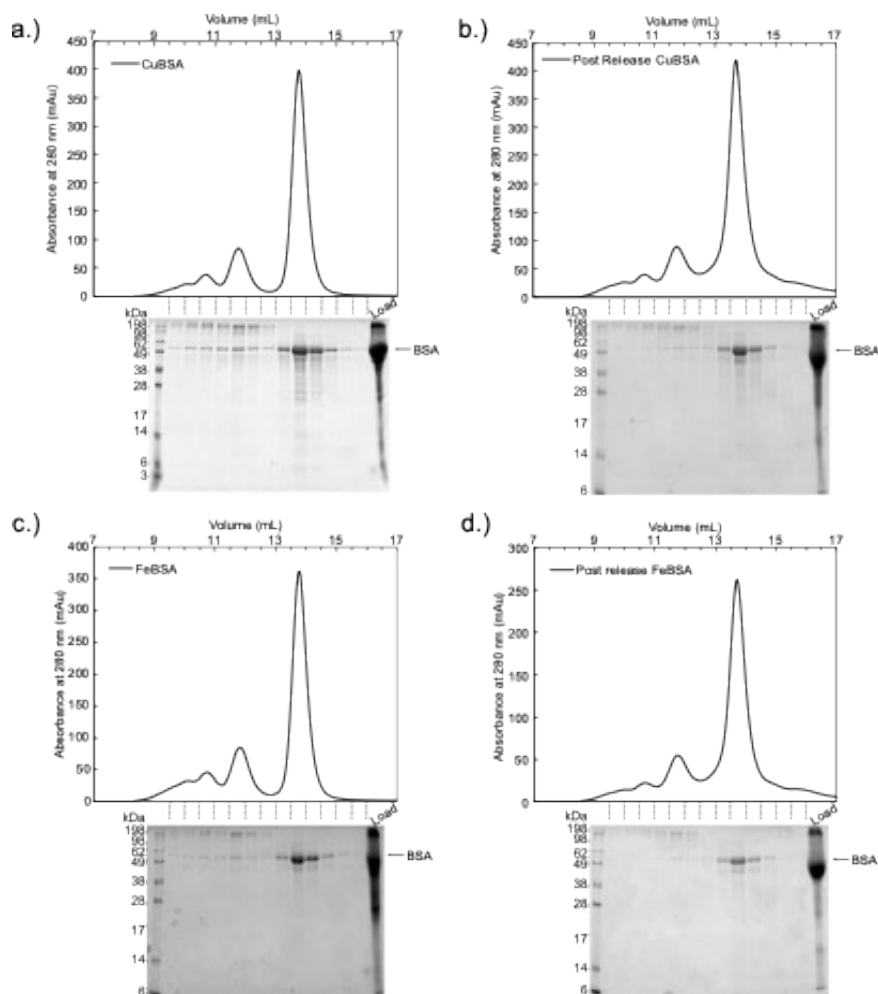 a.)
Volume (mL)
7 9 11 13 15 17
450
400
350
300
250
200
150
100
50
0
Absorbance at 280 nm (mAu)
CuBSA
kDa
Load
198
98
62
49
38
28
17
14
6
3
BSA
b.)
Volume (mL)
7 9 11 13 15 17
450
400
350
300
250
200
150
100
50
0
Absorbance at 280 nm (mAu)
Post Release CuBSA
kDa
Load
198
98
62
49
38
28
17
14
6
BSA
c.)
Volume (mL)
7 9 11 13 15 17
400
350
300
250
200
150
100
50
0
Absorbance at 280 nm (mAu)
FeBSA
kDa
Load
198
98
62
49
38
28
17
14
6
BSA
d.)
Volume (mL)
7 9 11 13 15 17
300
250
200
150
100
50
0
Absorbance at 280 nm (mAu)
Post release FeBSA
kDa
Load
198
98
62
49
38
28
17
14
6
BSA